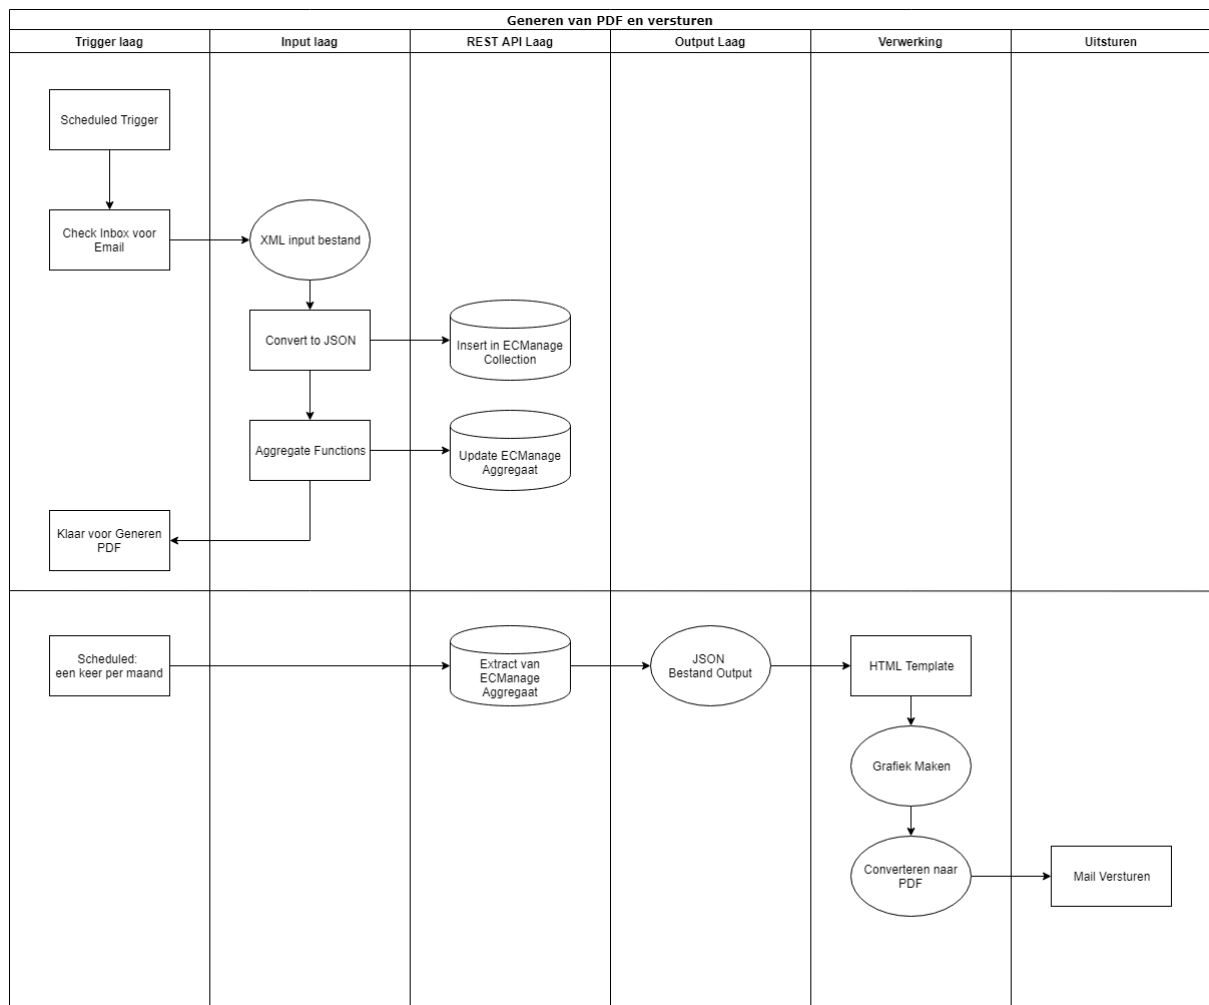 Generen van PDF en versturen
Trigger laag
Input laag
REST API Laag
Output Laag
Verwerking
Uitsturen
Scheduled Trigger
Check Inbox voor
Email
XML input bestand
Convert to JSON
Insert in ECManage
Collection
Aggregate Functions
Update ECManage
Aggregaat
Klaar voor Generen
PDF
Scheduled:
een keer per maand
Extract van
ECManage
Aggregaat
JSON
Bestand Output
HTML Template
Grafiek Maken
Converteren naar
PDF
Mail Versturen